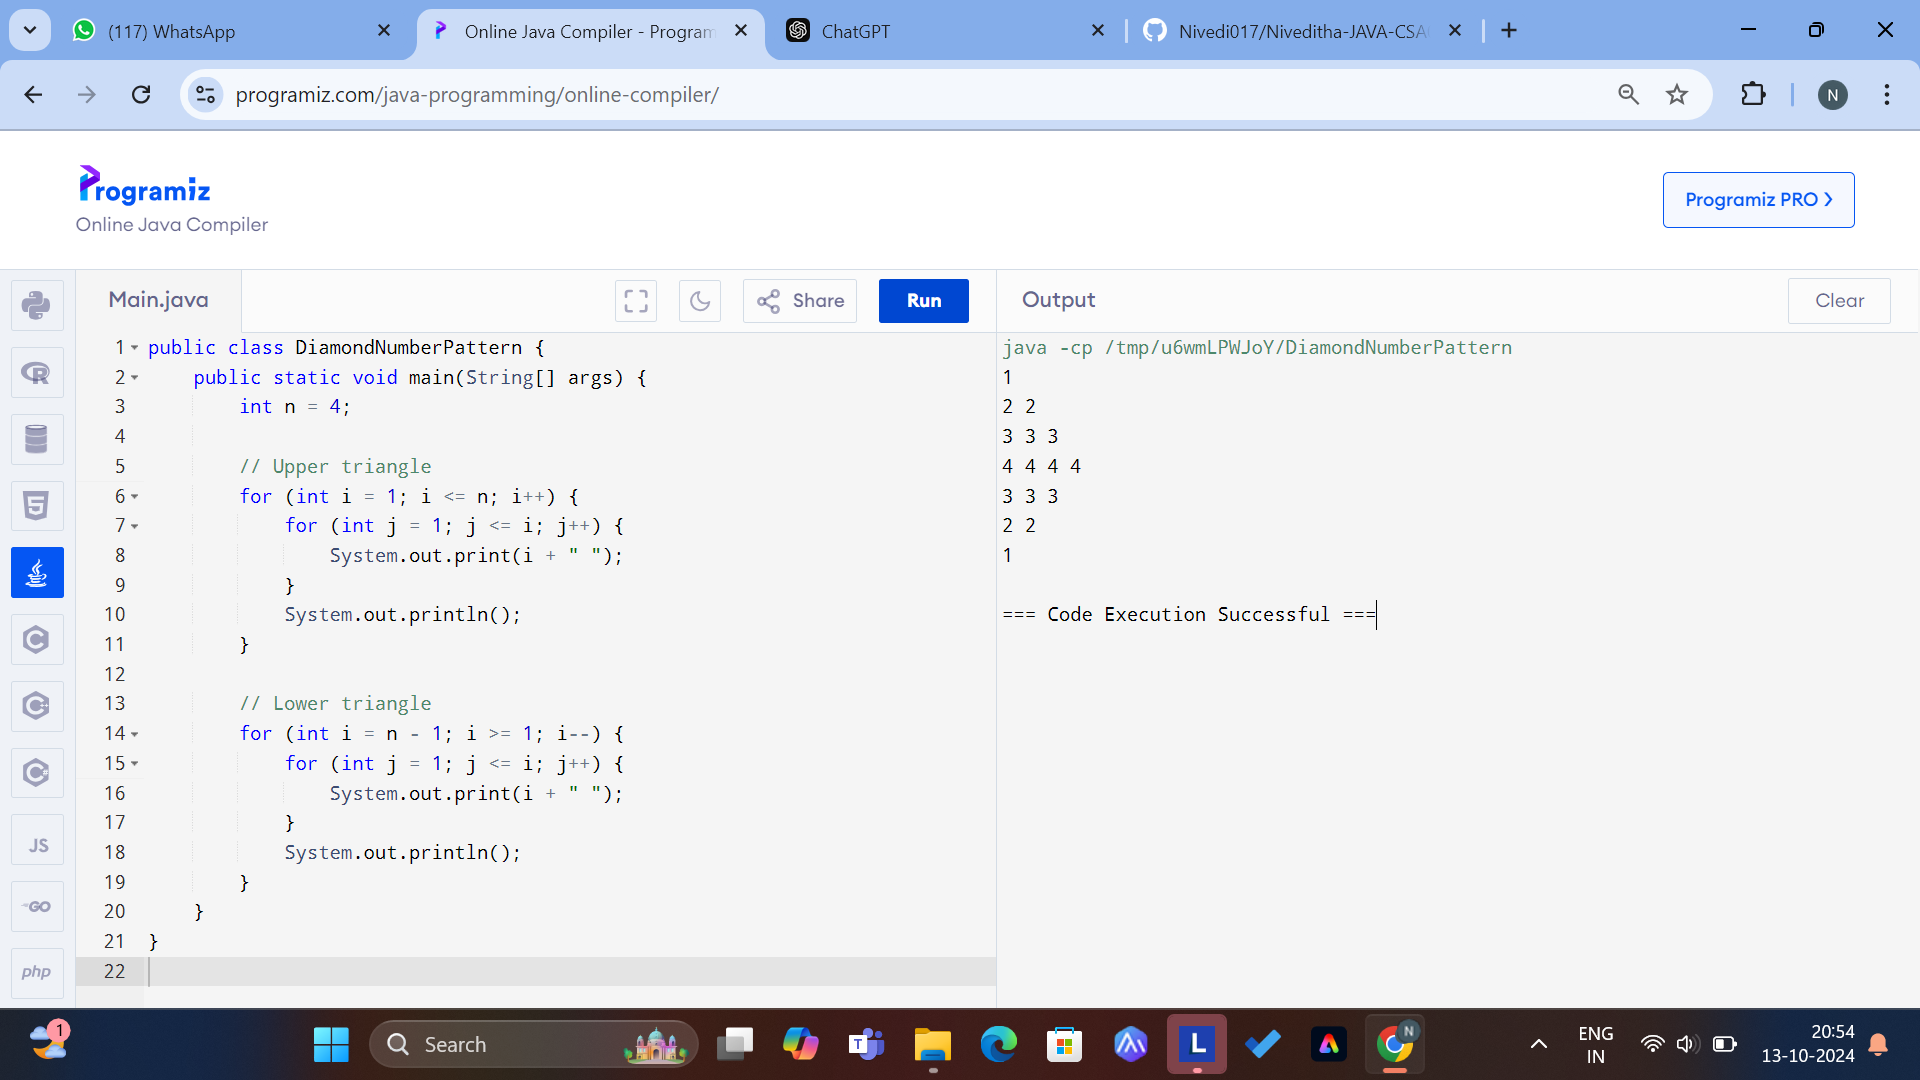 (117) WhatsApp
Online Java Compiler - Program
ChatGPT
Nivedi017/Niveditha-JAVA-CSA
programiz.com/java-programming/online-compiler/
N
Programiz
Online Java Compiler
Programiz PRO
Main.java
Share
Run
Output
Clear
1 public class DiamondNumberPattern {
2 public static void main(String[] args) {
3 int n = 4;
4
5 // Upper triangle
6 for (int i = 1; i <= n; i++) {
7 for (int j = 1; j <= i; j++) {
8 System.out.print(i + " ");
9 }
10 System.out.println();
11 }
12
13 // Lower triangle
14 for (int i = n - 1; i >= 1; i--) {
15 for (int j = 1; j <= i; j++) {
16 System.out.print(i + " ");
17 }
18 System.out.println();
19 }
20 }
21 }
22
java -cp /tmp/u6wmLPWJoY/DiamondNumberPattern
1
2 2
3 3 3
4 4 4 4
3 3 3
2 2
1
=== Code Execution Successful ===
R
5
C
C++
C#
JS
GO
php
1
Search
T
L
N
ENG
IN
20:54
13-10-2024